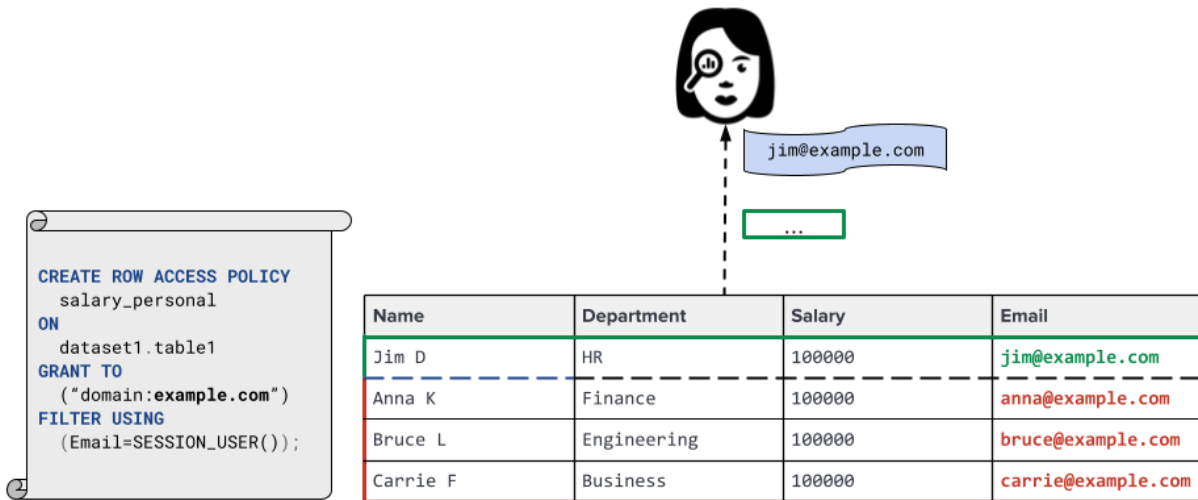 jim@example.com
...
CREATE ROW ACCESS POLICY
salary_personal
ON
dataset1.table1
GRANT TO
(“domain:example.com”)
FILTER USING
(Email=SESSION_USER());
Name Department Salary Email
Jim D HR 100000 jim@example.com
Anna K Finance 100000 anna@example.com
Bruce L Engineering 100000 bruce@example.com
Carrie F Business 100000 carrie@example.com